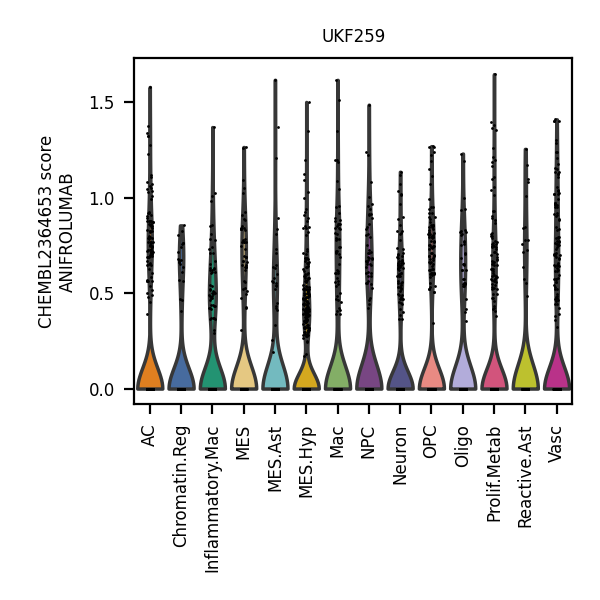 UKF259
CHEMBL2364653 score
ANIFROLUMAB
1.5
1.0
0.5
0.0
AC
Chromatin.Reg
Inflammatory.Mac
MES
MES.Ast
MES.Hyp
Mac
NPC
Neuron
OPC
Oligo
Prolif.Metab
Reactive.Ast
Vasc